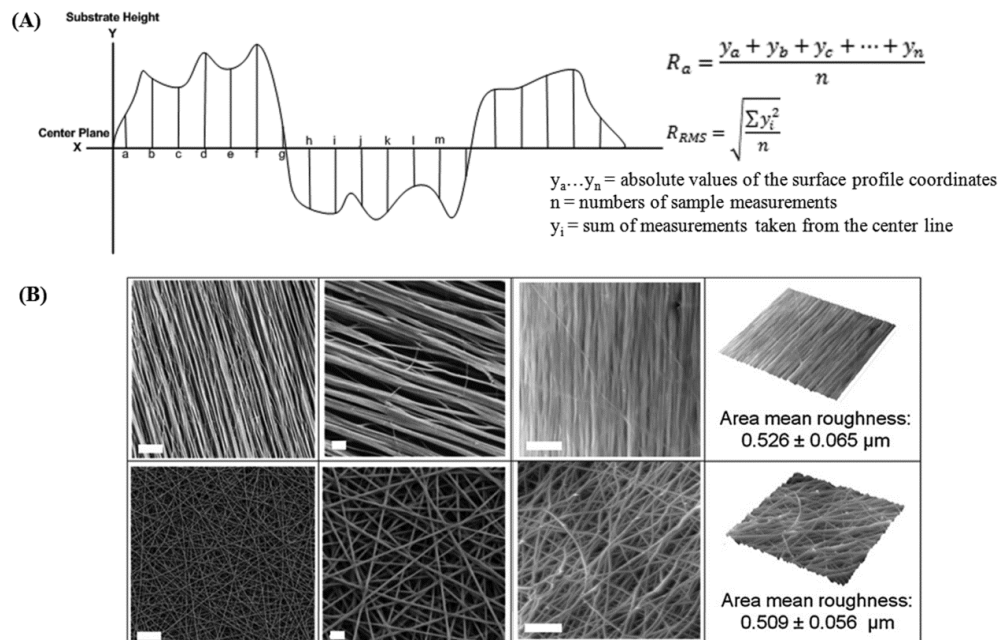 (A)
Substrate Height
Y
Center Plane
X
a b c d e f g
h i j k l m
R_a = (y_a + y_b + y_c + ⋯ + y_n) / n
R_RMS = √(Σy_i² / n)
y_a…y_n = absolute values of the surface profile coordinates
n = numbers of sample measurements
y_i = sum of measurements taken from the center line
(B)
Area mean roughness:
0.526 ± 0.065 µm
Area mean roughness:
0.509 ± 0.056 µm